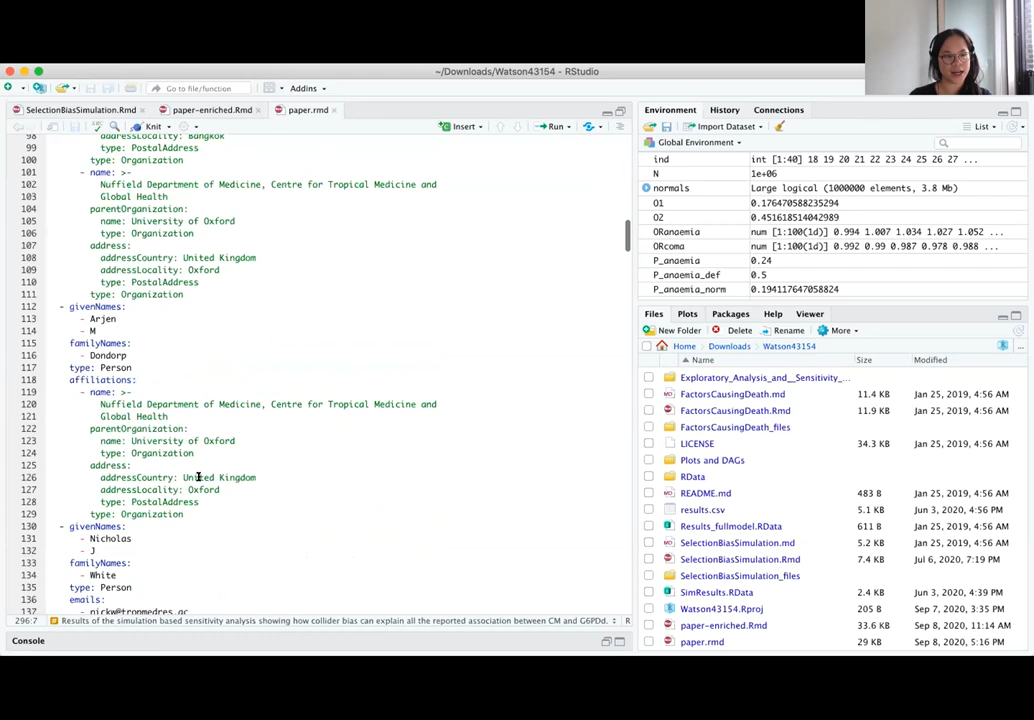 ~/Downloads/Watson43154 - RStudio
Go to file/function
Addins
SelectionBiasSimulation.Rmd
paper-enriched.Rmd
paper.rmd
Knit
Insert
Run
98 addressLocality: Bangkok
99 type: PostalAddress
100 type: Organization
101 - name: >-
102 Nuffield Department of Medicine, Centre for Tropical Medicine and
103 Global Health
104 parentOrganization:
105 name: University of Oxford
106 type: Organization
107 address:
108 addressCountry: United Kingdom
109 addressLocality: Oxford
110 type: PostalAddress
111 type: Organization
112 - givenNames:
113 - Arjen
114 - M
115 familyNames:
116 - Dondorp
117 type: Person
118 affiliations:
119 - name: >-
120 Nuffield Department of Medicine, Centre for Tropical Medicine and
121 Global Health
122 parentOrganization:
123 name: University of Oxford
124 type: Organization
125 address:
126 addressCountry: United Kingdom
127 addressLocality: Oxford
128 type: PostalAddress
129 type: Organization
130 - givenNames:
131 - Nicholas
132 - J
133 familyNames:
134 - White
135 type: Person
136 emails:
137 - nickw@tropmedres.ac
296:7 Results of the simulation based sensitivity analysis showing how collider bias can explain all the reported association between CM and G6PDd. R
Console
Environment History Connections
Import Dataset List
Global Environment
ind int [1:40] 18 19 20 21 22 23 24 25 26 27 ...
N 1e+06
normals Large logical (1000000 elements, 3.8 Mb)
O1 0.176470588235294
O2 0.451618514042989
ORanaemia num [1:100(1d)] 0.994 1.007 1.034 1.027 1.052 ...
ORcoma num [1:100(1d)] 0.992 0.99 0.987 0.978 0.988 ...
P_anaemia 0.24
P_anaemia_def 0.5
P_anaemia_norm 0.194117647058824
Files Plots Packages Help Viewer
New Folder Delete Rename More
Home Downloads Watson43154
Name Size Modified
Exploratory_Analysis_and__Sensitivity_...
FactorsCausingDeath.md 11.4 KB Jan 25, 2019, 4:56 AM
FactorsCausingDeath.Rmd 11.9 KB Jan 25, 2019, 4:56 AM
FactorsCausingDeath_files
LICENSE 34.3 KB Jan 25, 2019, 4:56 AM
Plots and DAGs
RData
README.md 483 B Jan 25, 2019, 4:56 AM
results.csv 5.1 KB Jun 3, 2020, 4:56 PM
Results_fullmodel.RData 611 B Jan 25, 2019, 4:56 AM
SelectionBiasSimulation.md 5.2 KB Jan 25, 2019, 4:56 AM
SelectionBiasSimulation.Rmd 7.4 KB Jul 6, 2020, 7:19 PM
SelectionBiasSimulation_files
SimResults.RData 2.4 KB Jun 3, 2020, 4:39 PM
Watson43154.Rproj 205 B Sep 7, 2020, 3:35 PM
paper-enriched.Rmd 33.6 KB Sep 8, 2020, 11:14 AM
paper.rmd 29 KB Sep 8, 2020, 5:16 PM